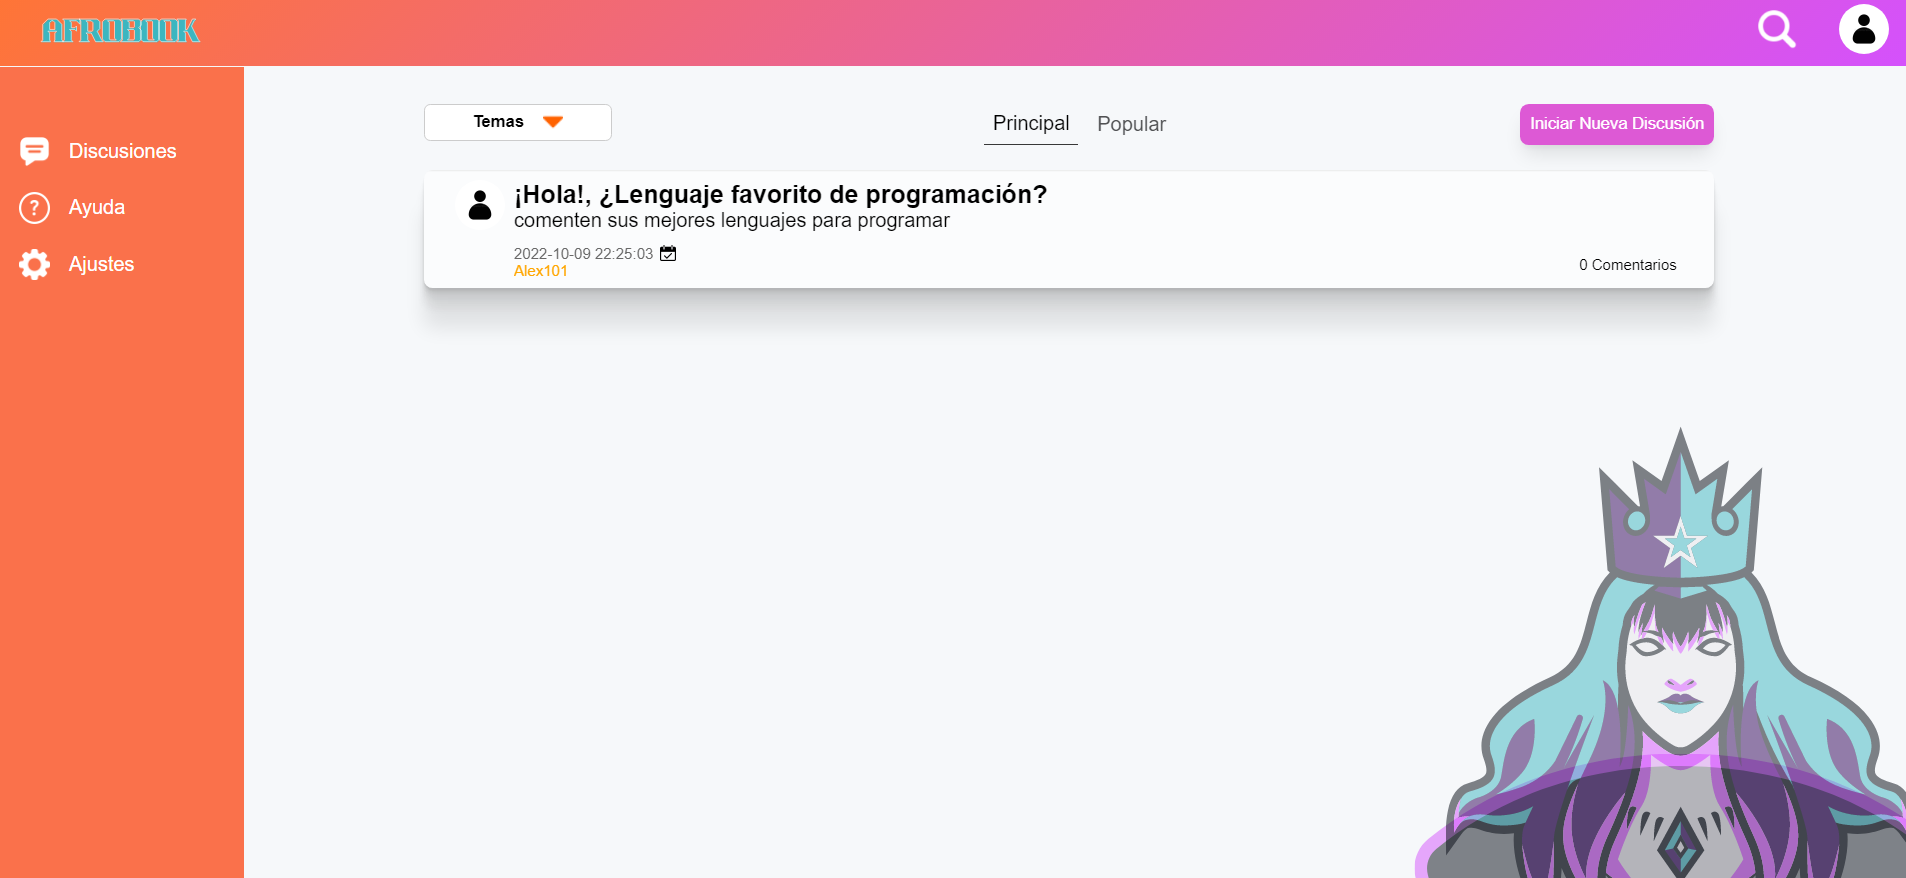 AFROBOOK
Discusiones
Ayuda
Ajustes
Temas
Principal
Popular
Iniciar Nueva Discusión
¡Hola!, ¿Lenguaje favorito de programación?
comenten sus mejores lenguajes para programar
2022-10-09 22:25:03
Alex101
0 Comentarios